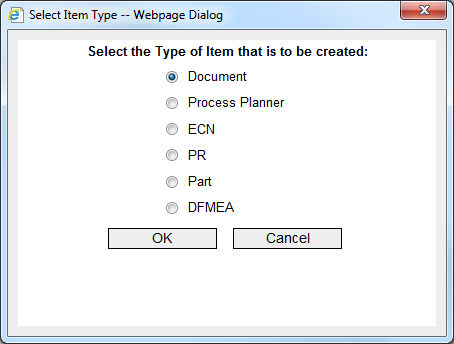 Select Item Type -- Webpage Dialog
Select the Type of Item that is to be created:
Document
Process Planner
ECN
PR
Part
DFMEA
OK Cancel